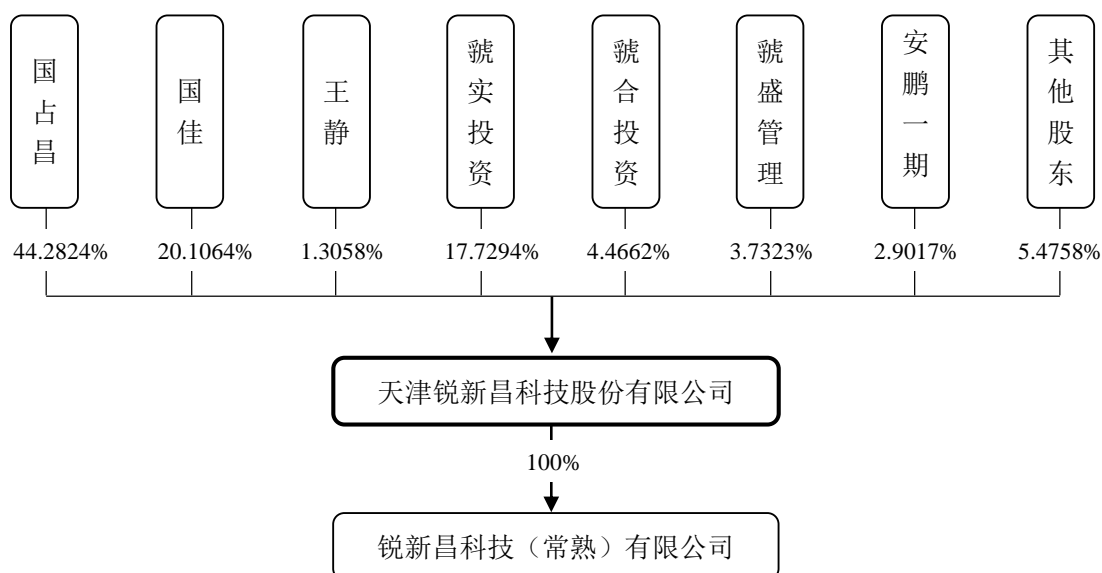 国占昌
国佳
王静
虢实投资
虢合投资
虢盛管理
安鹏一期
其他股东
44.2824%
20.1064%
1.3058%
17.7294%
4.4662%
3.7323%
2.9017%
5.4758%
天津锐新昌科技股份有限公司
100%
锐新昌科技（常熟）有限公司